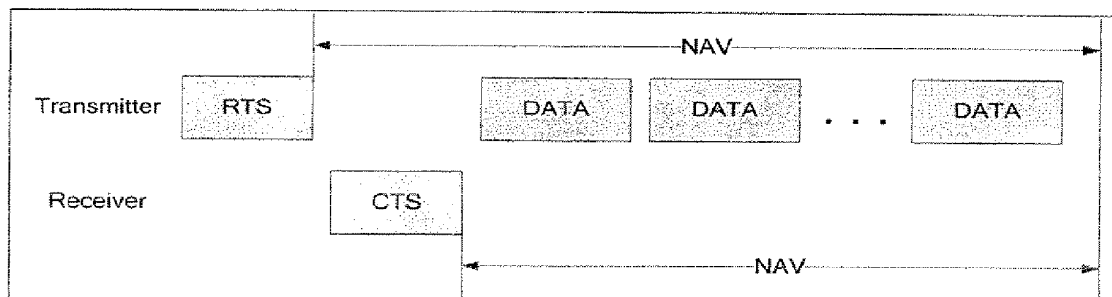 NAV
Transmitter RTS DATA DATA . . . DATA
Receiver CTS
NAV